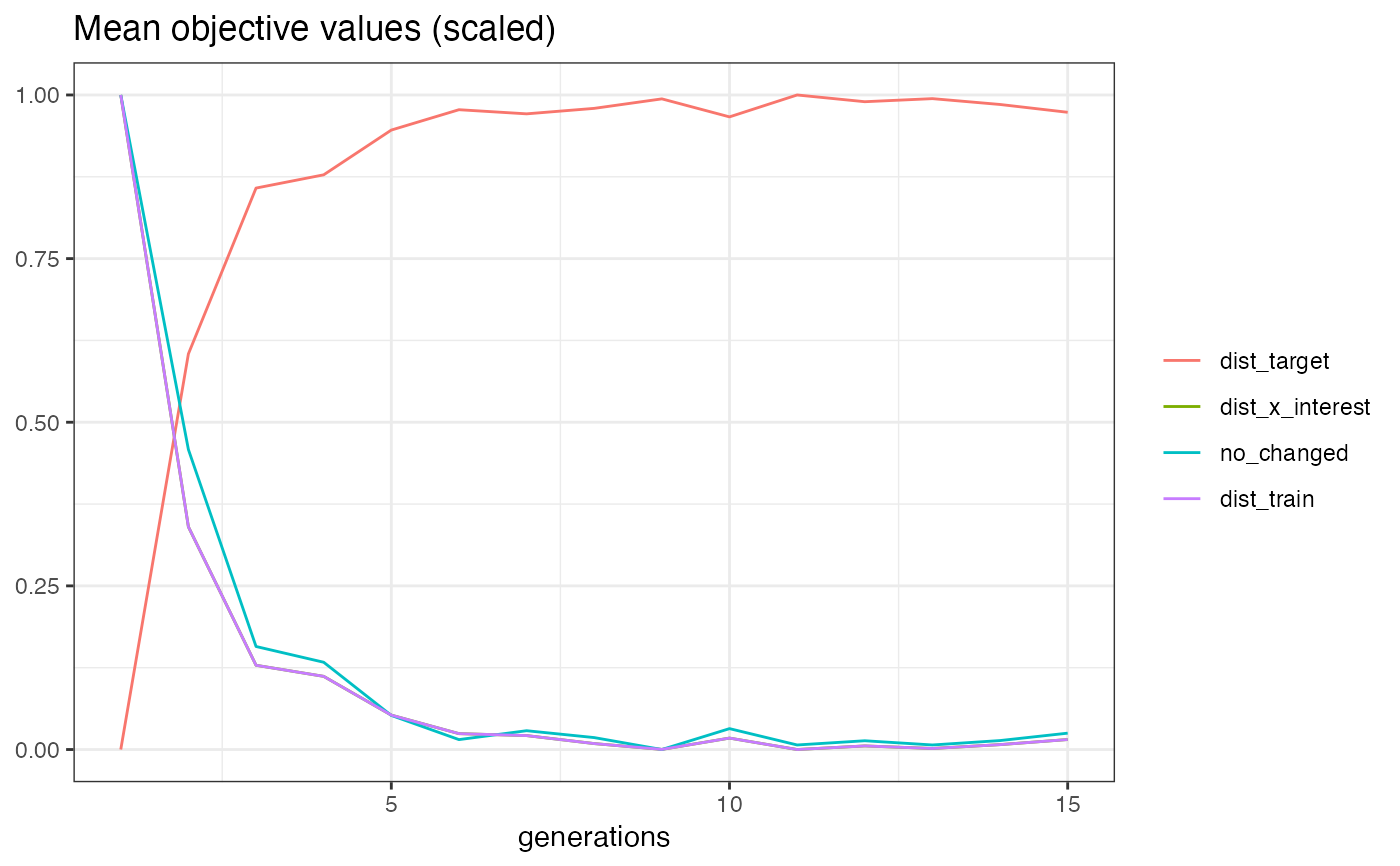 Mean objective values (scaled)
1.00
0.75
0.50
0.25
0.00
5
10
15
generations
dist_target
dist_x_interest
no_changed
dist_train